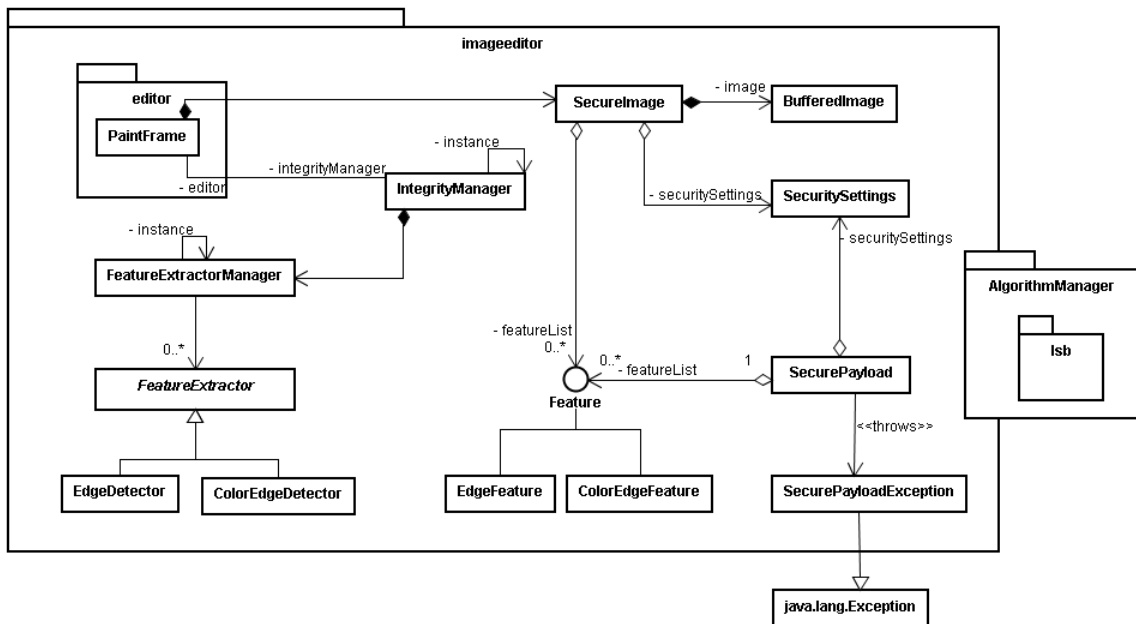 imageeditor
editor
PaintFrame
SecureImage
- image
BufferedImage
- instance
- integrityManager
- editor
IntegrityManager
- securitySettings
SecuritySettings
- instance
- securitySettings
FeatureExtractorManager
AlgorithmManager
lsb
- featureList
0..*
0..*
FeatureExtractor
0..*
- featureList
1
SecurePayload
Feature
<<throws>>
EdgeDetector
ColorEdgeDetector
EdgeFeature
ColorEdgeFeature
SecurePayloadException
java.lang.Exception